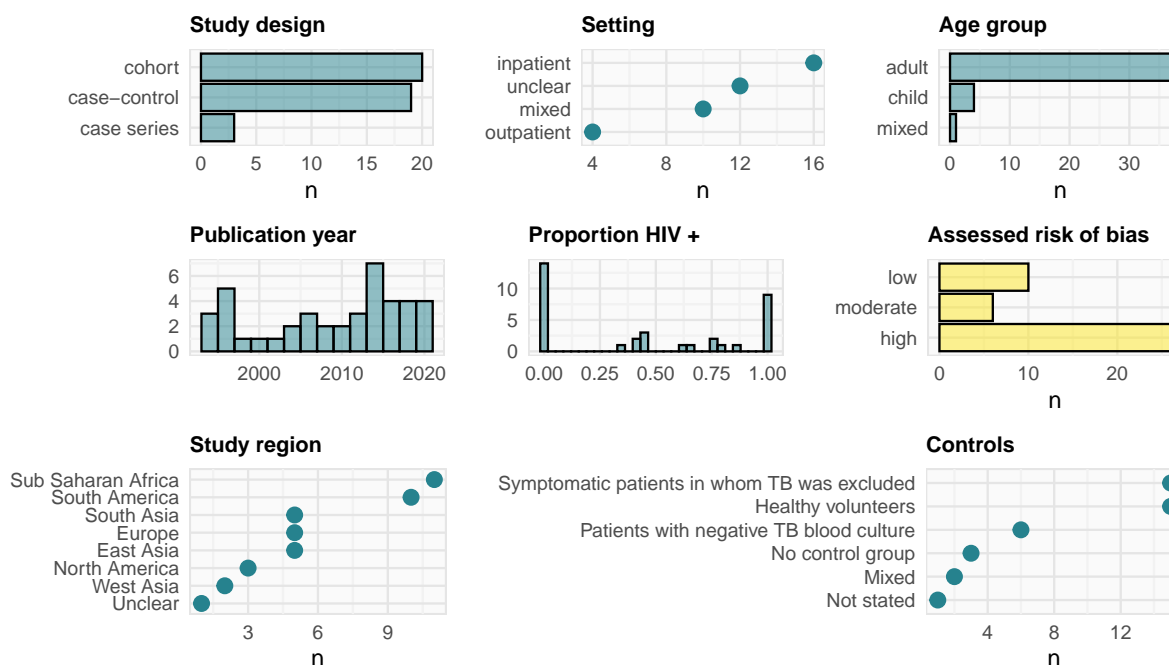 Study design
cohort
case−control
case series
0 5 10 15 20
n
Setting
inpatient
unclear
mixed
outpatient
4 8 12 16
n
Age group
adult
child
mixed
0 10 20 30
n
Publication year
6
4
2
0
2000 2010 2020
Proportion HIV +
10
5
0
0.00 0.25 0.50 0.75 1.00
Assessed risk of bias
low
moderate
high
0 10 20
n
Study region
Sub Saharan Africa
South America
South Asia
Europe
East Asia
North America
West Asia
Unclear
3 6 9
n
Controls
Symptomatic patients in whom TB was excluded
Healthy volunteers
Patients with negative TB blood culture
No control group
Mixed
Not stated
4 8 12
n